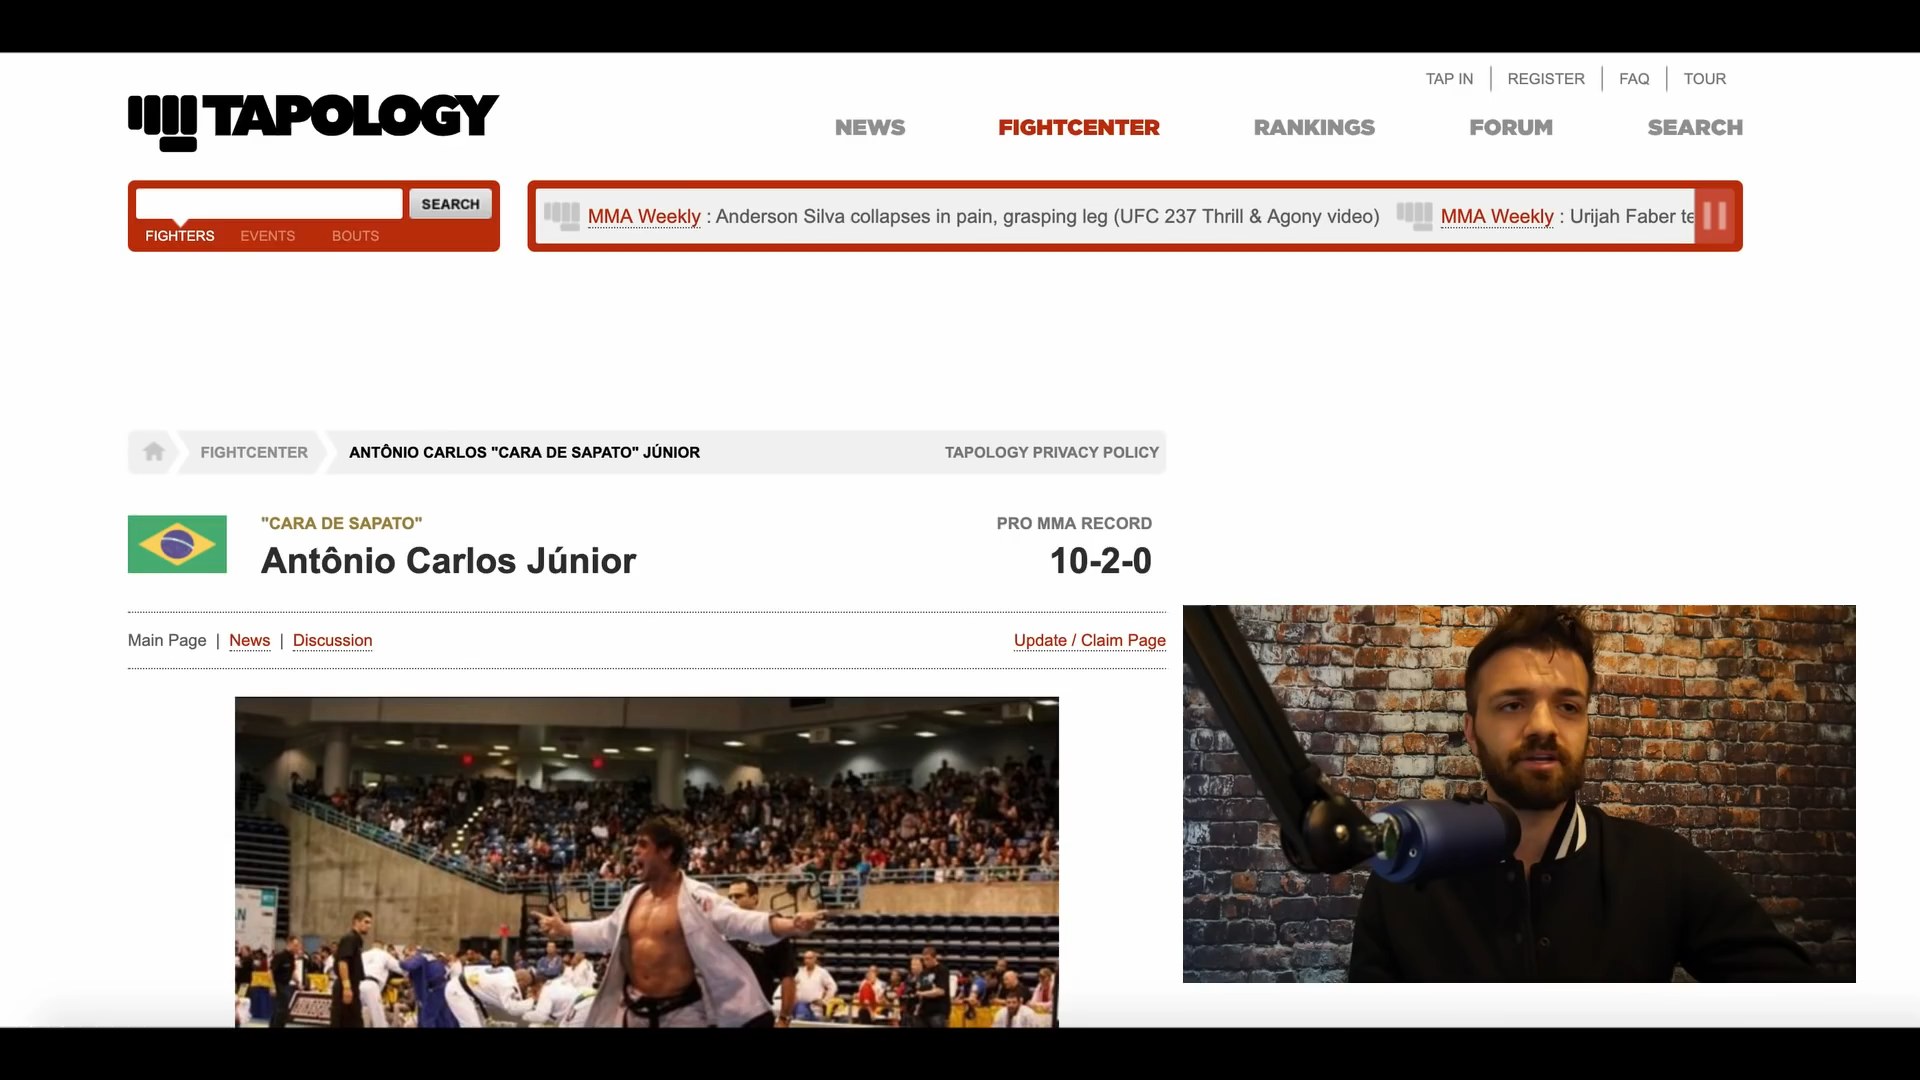 TAP IN
REGISTER
FAQ
TOUR
TAPOLOGY
NEWS
FIGHTCENTER
RANKINGS
FORUM
SEARCH
SEARCH
FIGHTERS
EVENTS
BOUTS
MMA Weekly : Anderson Silva collapses in pain, grasping leg (UFC 237 Thrill & Agony video)
MMA Weekly : Urijah Faber te
FIGHTCENTER
ANTÔNIO CARLOS "CARA DE SAPATO" JÚNIOR
TAPOLOGY PRIVACY POLICY
"CARA DE SAPATO"
Antônio Carlos Júnior
PRO MMA RECORD
10-2-0
Main Page | News | Discussion
Update / Claim Page